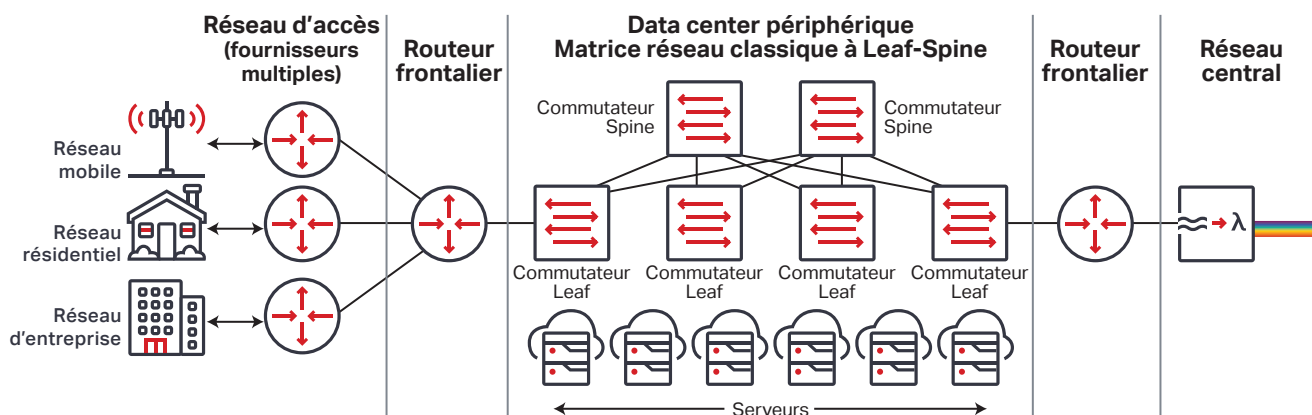 Réseau d'accès
(fournisseurs
multiples)
Routeur
frontalier
Data center périphérique
Matrice réseau classique à Leaf-Spine
Routeur
frontalier
Réseau
central
Réseau
mobile
Réseau
résidentiel
Réseau
d'entreprise
Commutateur
Spine
Commutateur
Spine
Commutateur
Leaf
Commutateur
Leaf
Commutateur
Leaf
Commutateur
Leaf
λ
Serveurs